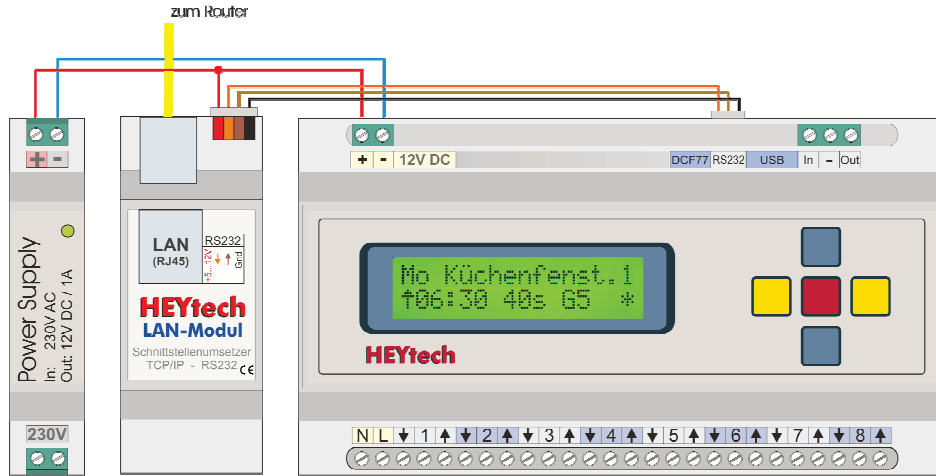 zum Router
+ -
Power Supply
In: 230V AC
Out: 12V DC / 1A
230V
LAN
(RJ45)
RS232
+5... 12V
Gnd
HEYtech
LAN-Modul
Schnittstellenumsetzer
TCP/IP - RS232
CE
+ - 12V DC
DCF77 RS232 USB In - Out
Mo Küchenfenst.1
↑06:30 40s G5 *
HEYtech
N L ↓ 1 ↑ ↓ 2 ↑ ↓ 3 ↑ ↓ 4 ↑ ↓ 5 ↑ ↓ 6 ↑ ↓ 7 ↑ ↓ 8 ↑